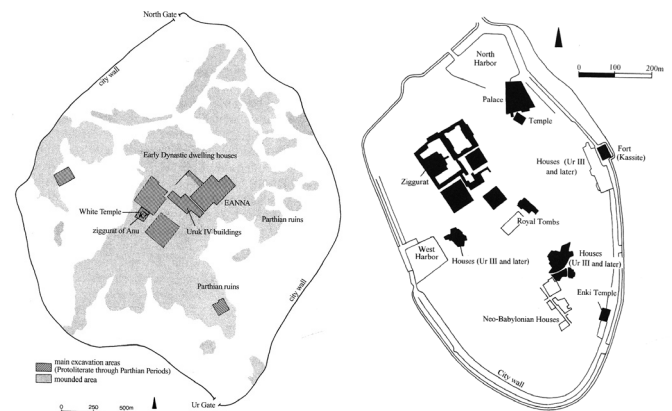 North Gate
city wall
Early Dynastic dwelling houses
White Temple
EANNA
ziggurat of Anu
Uruk IV buildings
Parthian ruins
Parthian ruins
city wall
main excavation areas
(Protoliterate through Parthian Periods)
mounded area
Ur Gate
0 250 500m
North
Harbor
0 100 200m
Palace
Temple
Fort
(Kassite)
Houses (Ur III
and later)
Ziggurat
Royal Tombs
West
Harbor
Houses (Ur III and later)
Houses
(Ur III and later)
Enki Temple
Neo-Babylonian Houses
City wall